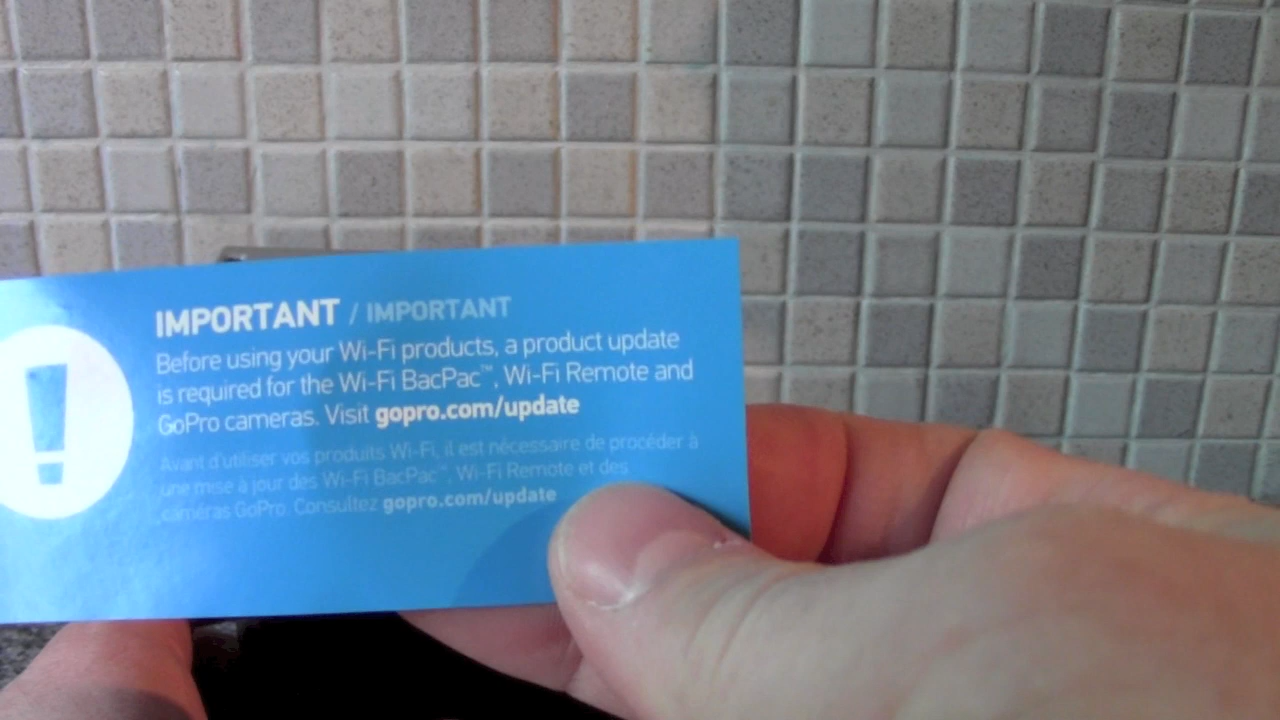 IMPORTANT / IMPORTANT
Before using your Wi-Fi products, a product update
is required for the Wi-Fi BacPac™, Wi-Fi Remote and
GoPro cameras. Visit gopro.com/update
Avant d'utiliser vos produits Wi-Fi, il est nécessaire de procéder à
une mise à jour des Wi-Fi BacPac™, Wi-Fi Remote et des
caméras GoPro. Consultez gopro.com/update